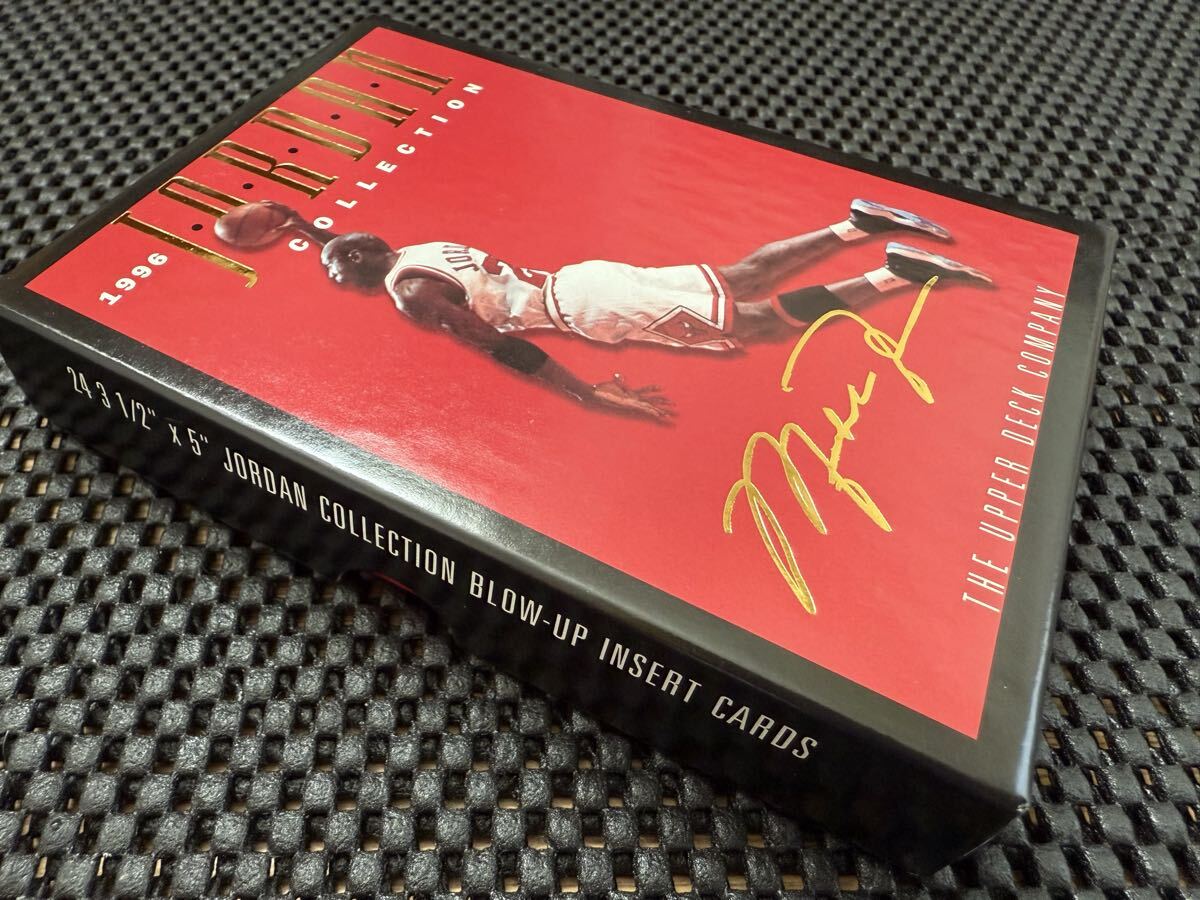 1996
J·O·R·D·A·N
COLLECTION
JORDAN
THE UPPER DECK COMPANY
24 3 1/2" X 5" JORDAN COLLECTION BLOW-UP INSERT CARDS